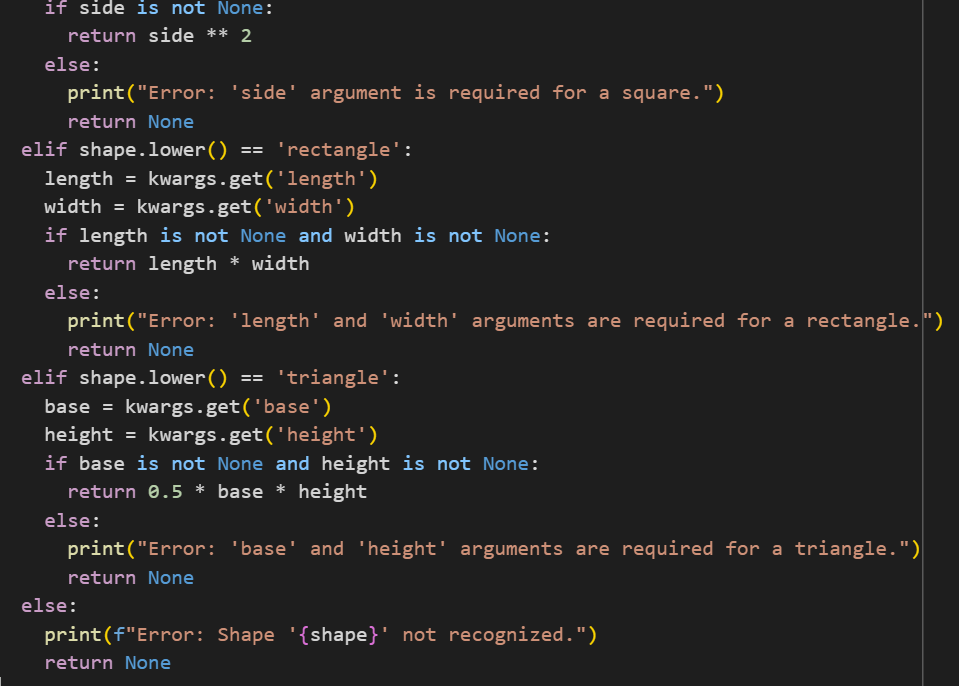 if side is not None:
      return side ** 2
    else:
      print("Error: 'side' argument is required for a square.")
      return None
  elif shape.lower() == 'rectangle':
    length = kwargs.get('length')
    width = kwargs.get('width')
    if length is not None and width is not None:
      return length * width
    else:
      print("Error: 'length' and 'width' arguments are required for a rectangle.")
      return None
  elif shape.lower() == 'triangle':
    base = kwargs.get('base')
    height = kwargs.get('height')
    if base is not None and height is not None:
      return 0.5 * base * height
    else:
      print("Error: 'base' and 'height' arguments are required for a triangle.")
      return None
  else:
    print(f"Error: Shape '{shape}' not recognized.")
    return None